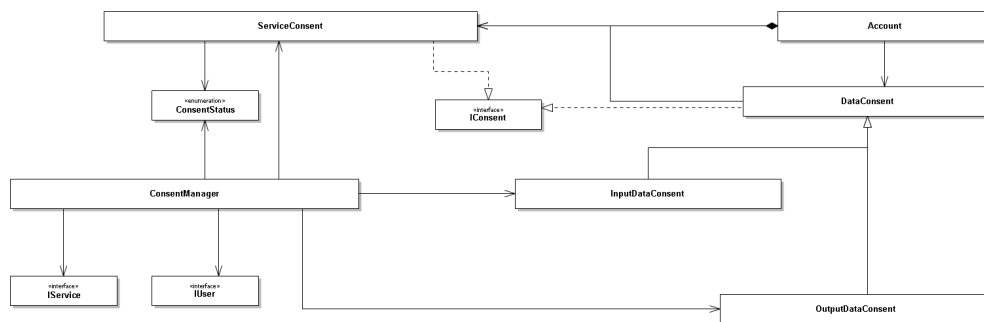 ServiceConsent
Account
«enumeration»
ConsentStatus
«interface»
IConsent
DataConsent
ConsentManager
InputDataConsent
«interface»
IService
«interface»
IUser
OutputDataConsent